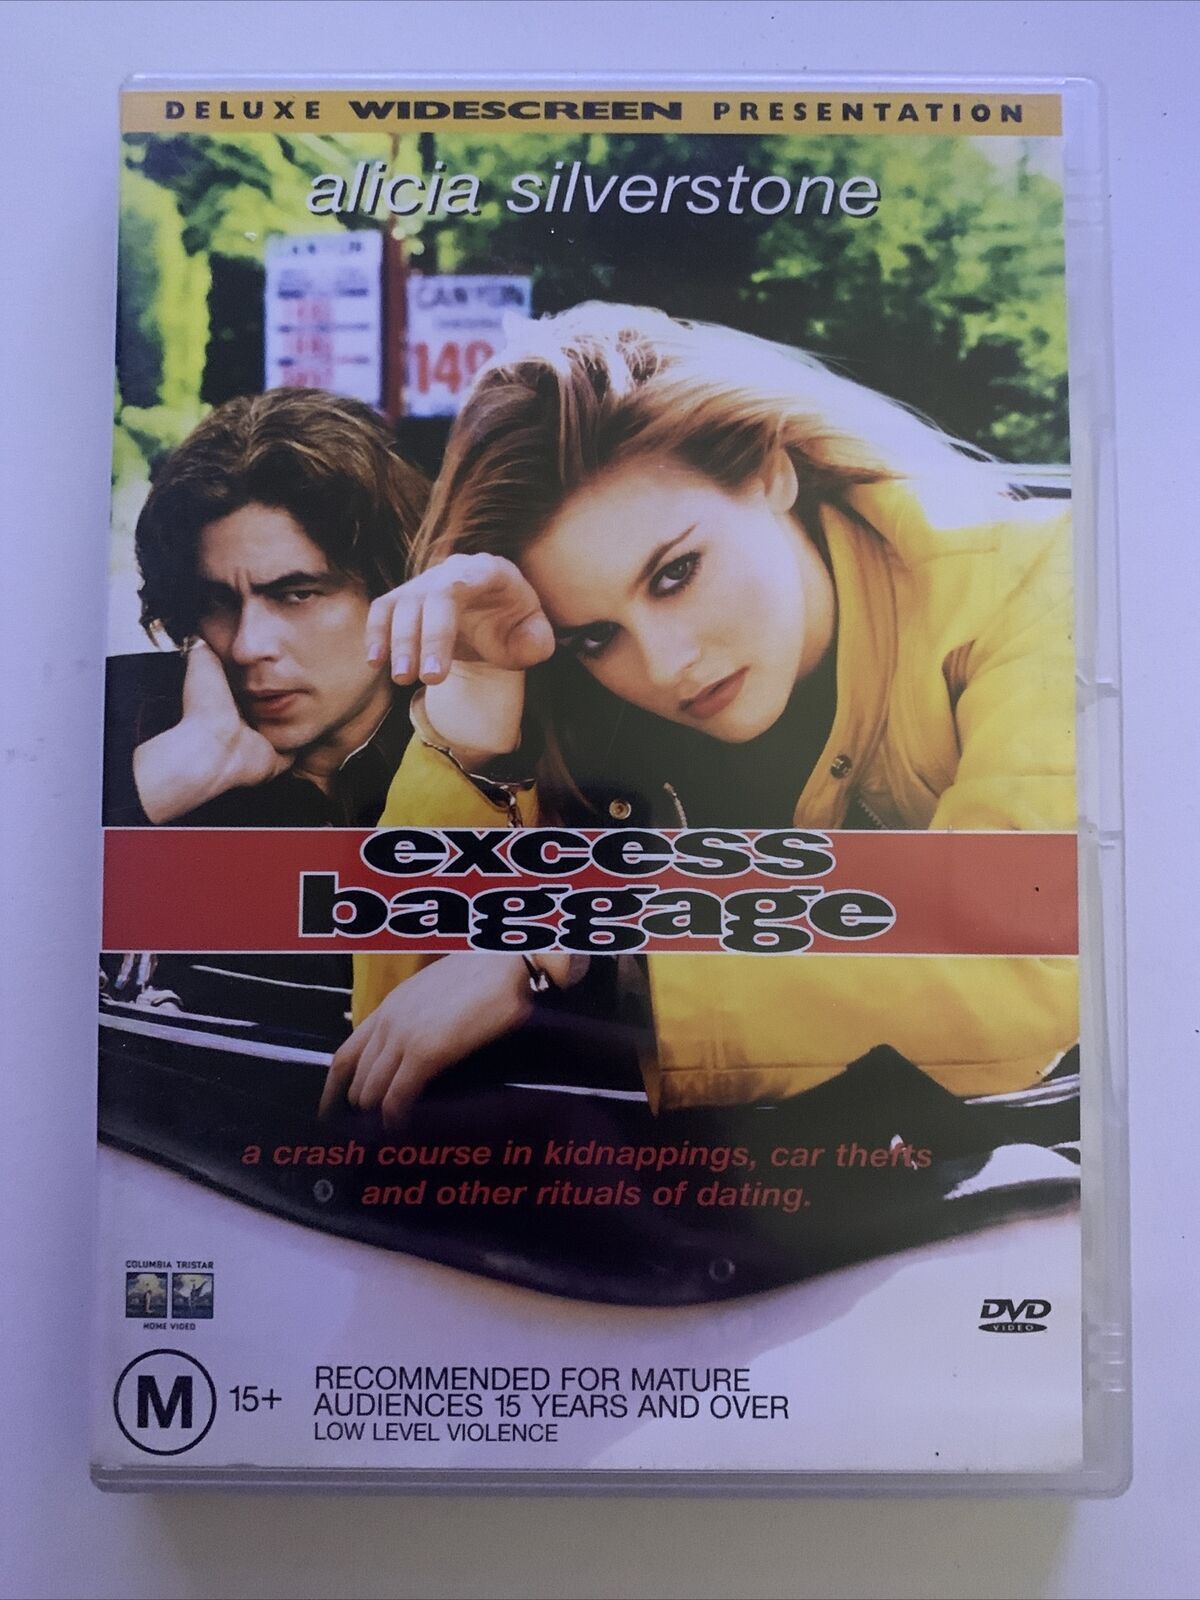 DELUXE WIDESCREEN PRESENTATION
alicia silverstone
CANYON
CANYON
149
excess
baggage
a crash course in kidnappings, car thefts
and other rituals of dating.
COLUMBIA TRISTAR
HOME VIDEO
DVD
VIDEO
M 15+
RECOMMENDED FOR MATURE
AUDIENCES 15 YEARS AND OVER
LOW LEVEL VIOLENCE